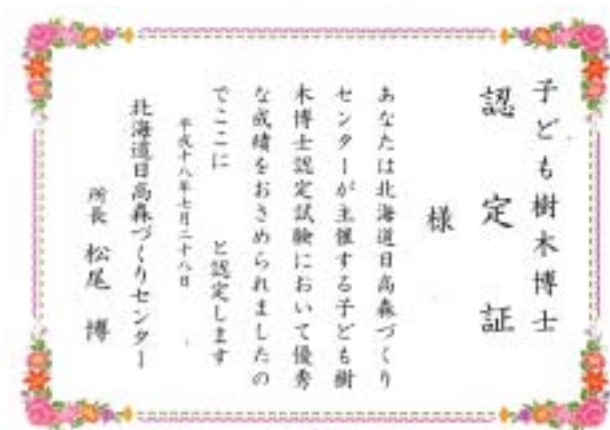 子ども樹木博士
認定証
様
あなたは北海道日高森づくり
センターが主催する子ども樹
木博士認定試験において優秀
な成績をおさめられましたの
でここに と認定します
平成十八年七月二十八日
北海道日高森づくりセンター
所長 松尾 博